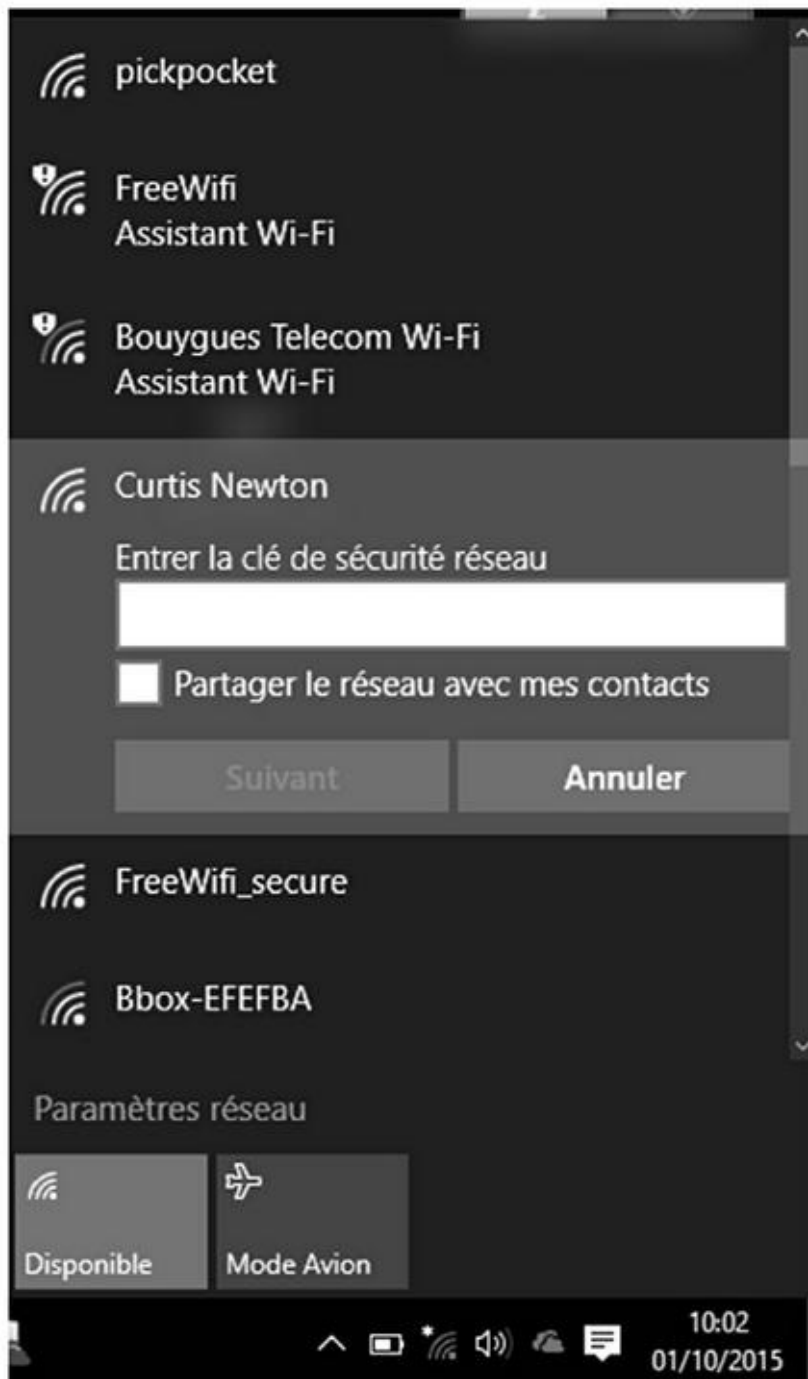 pickpocket
FreeWifi
Assistant Wi-Fi
Bouygues Telecom Wi-Fi
Assistant Wi-Fi
Curtis Newton
Entrer la clé de sécurité réseau
Partager le réseau avec mes contacts
Suivant Annuler
FreeWifi_secure
Bbox-EFEFBA
Paramètres réseau
Disponible Mode Avion
10:02
01/10/2015